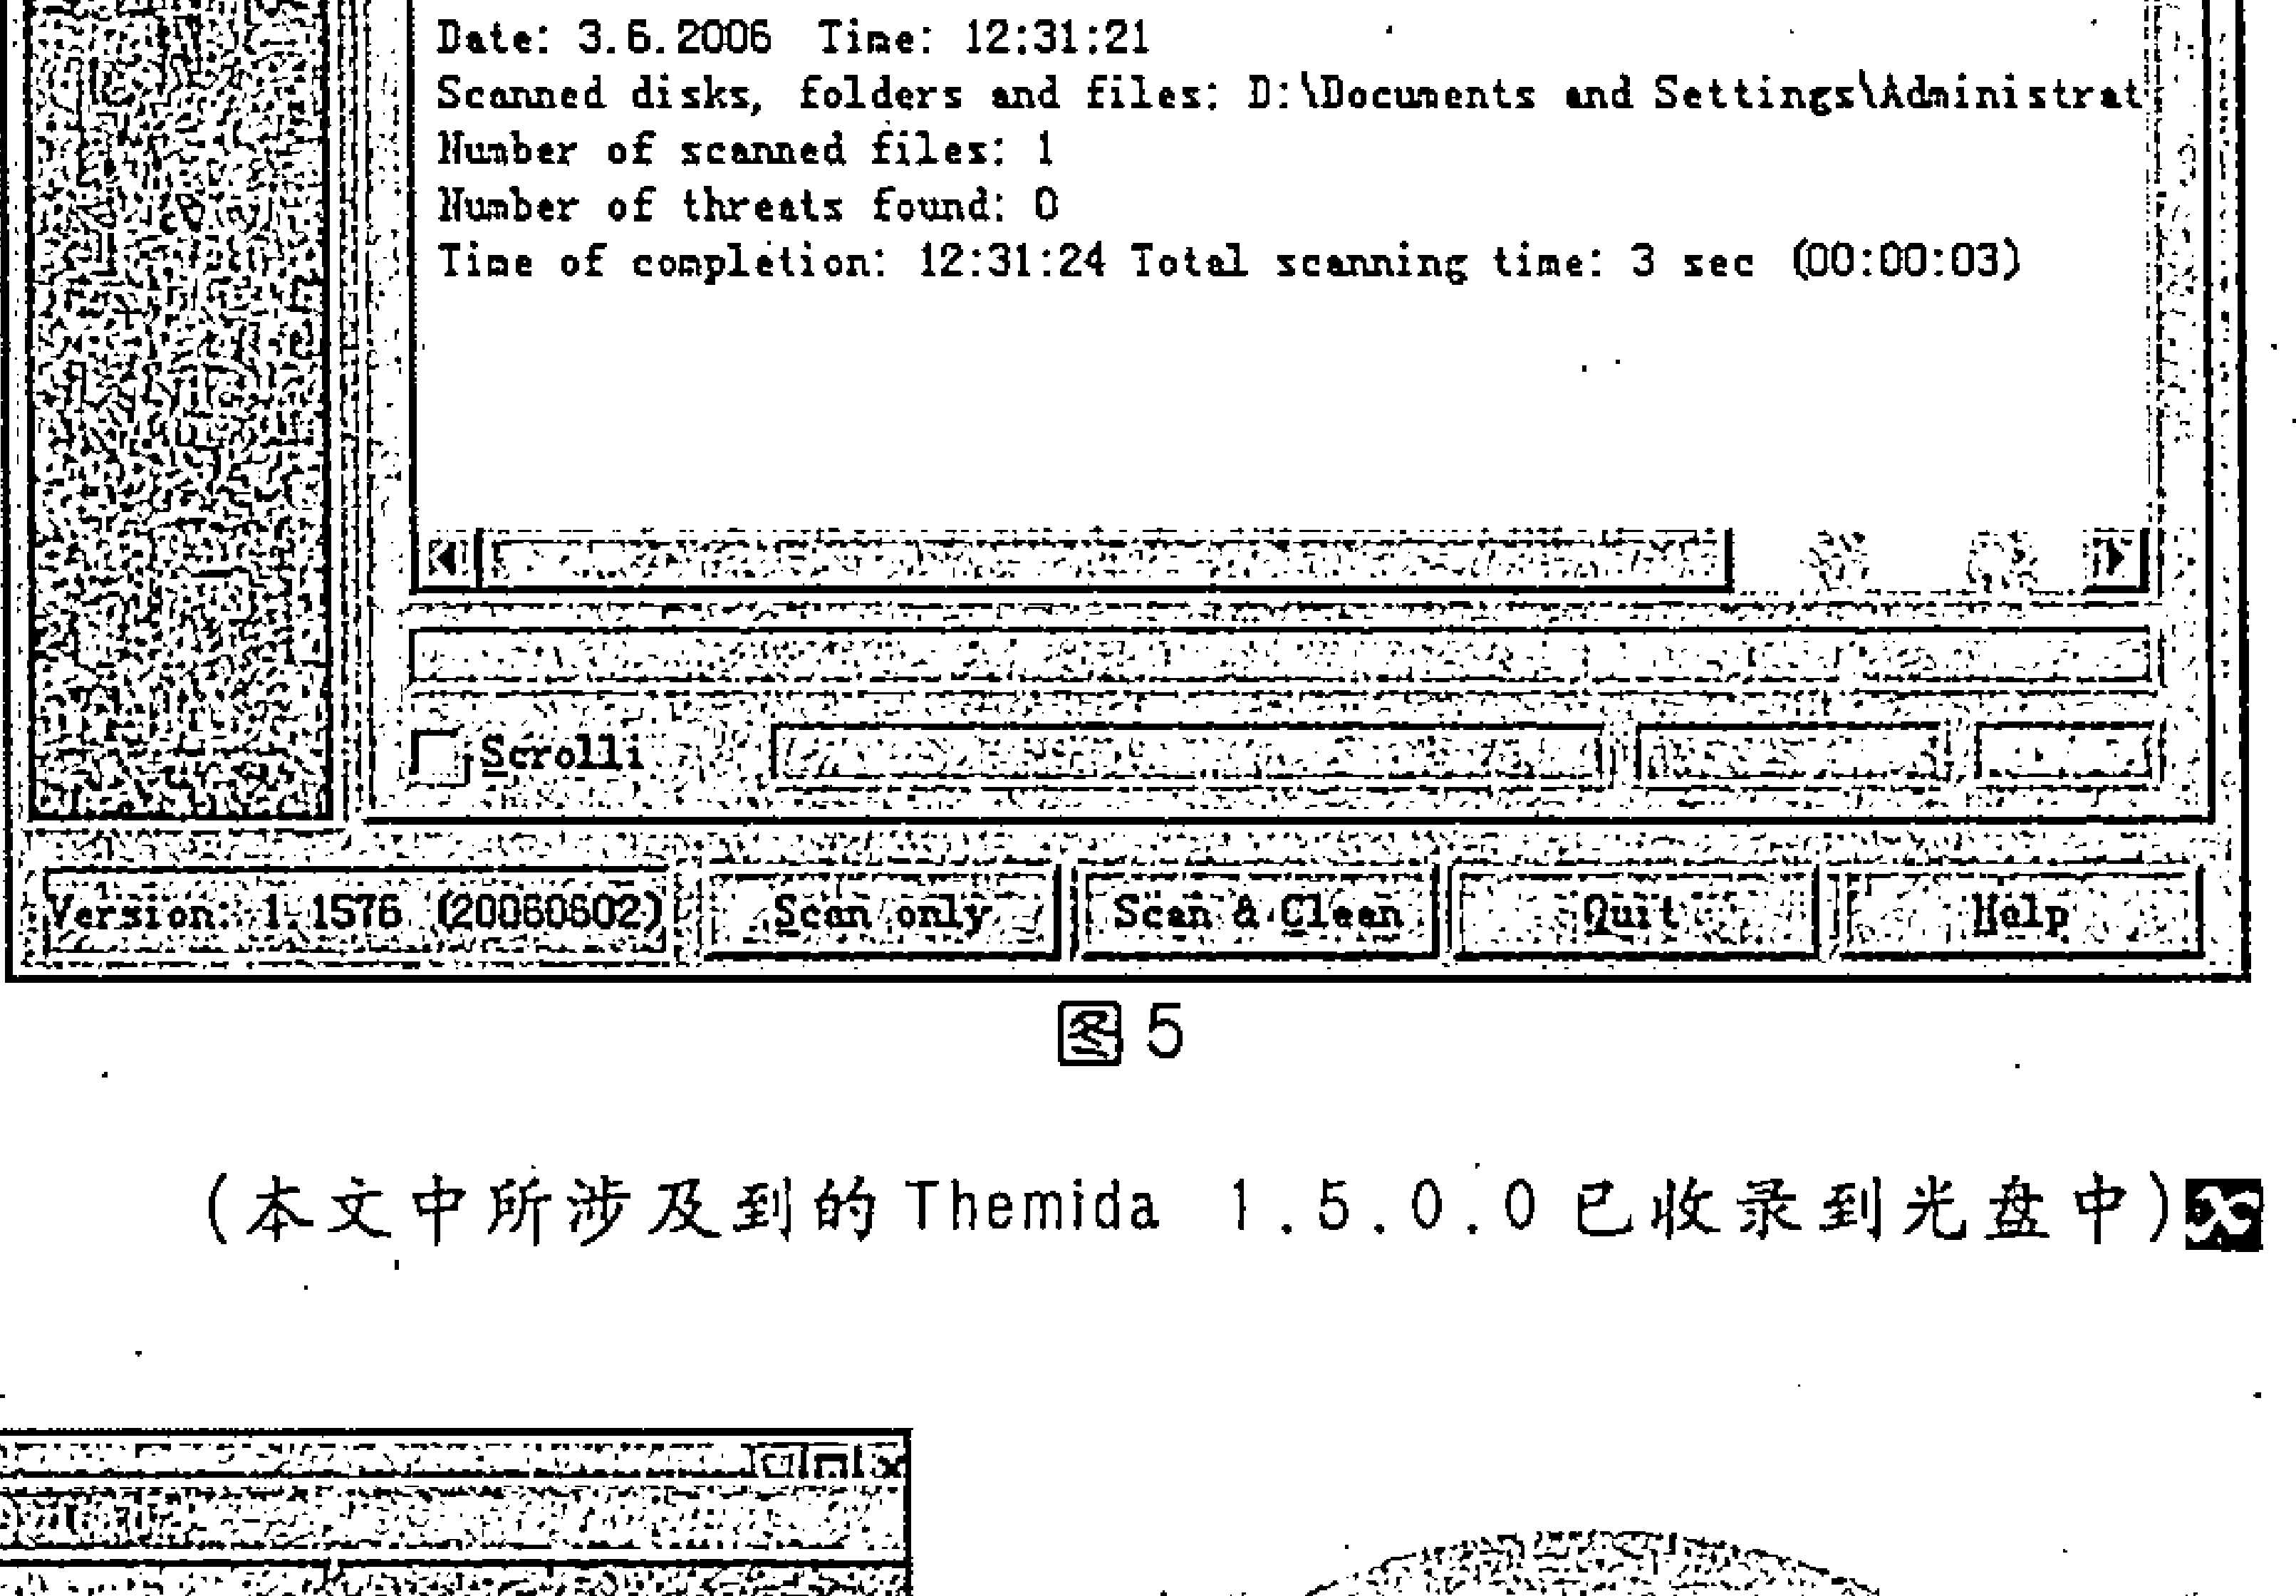 Date: 3.6.2006 Time: 12:31:21
Scanned disks, folders and files: D:\Documents and Settings\Administrat
Number of scanned files: 1
Number of threats found: 0
Time of completion: 12:31:24 Total scanning time: 3 sec (00:00:03)
Scrolli
Version: 1.1576 (20060602) Scan only Scan & Clean Quit Help
图5
(本文中所涉及到的Themida 1.5.0.0已收录到光盘中)